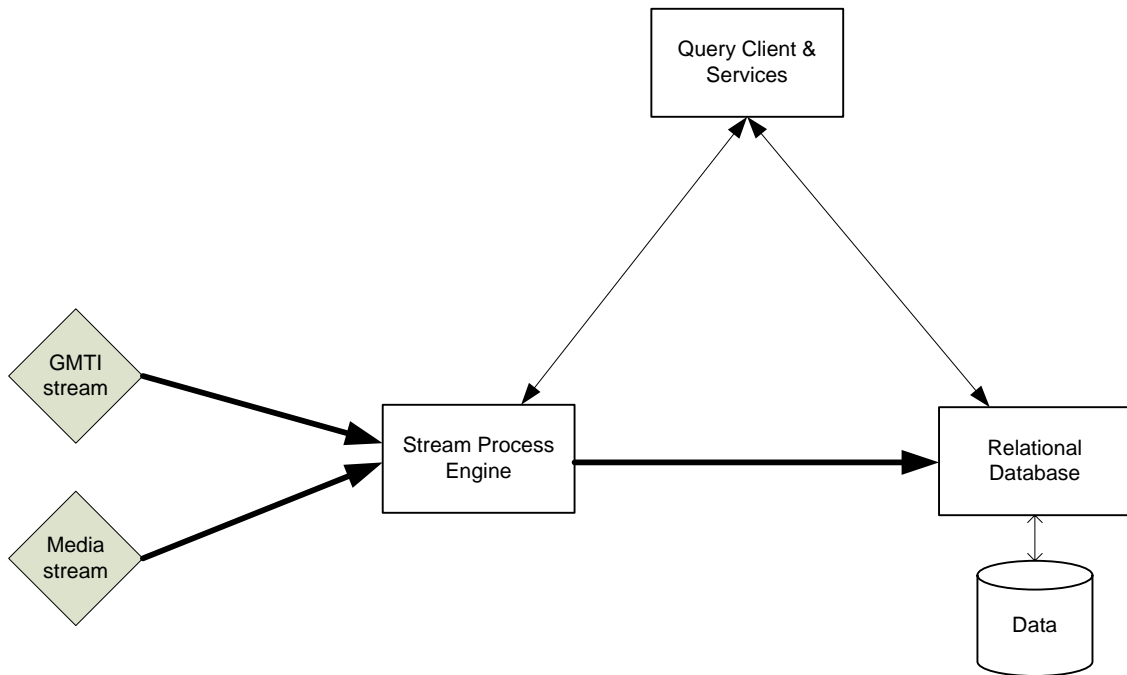 Query Client &
Services
GMTI
stream
Stream Process
Engine
Relational
Database
Media
stream
Data